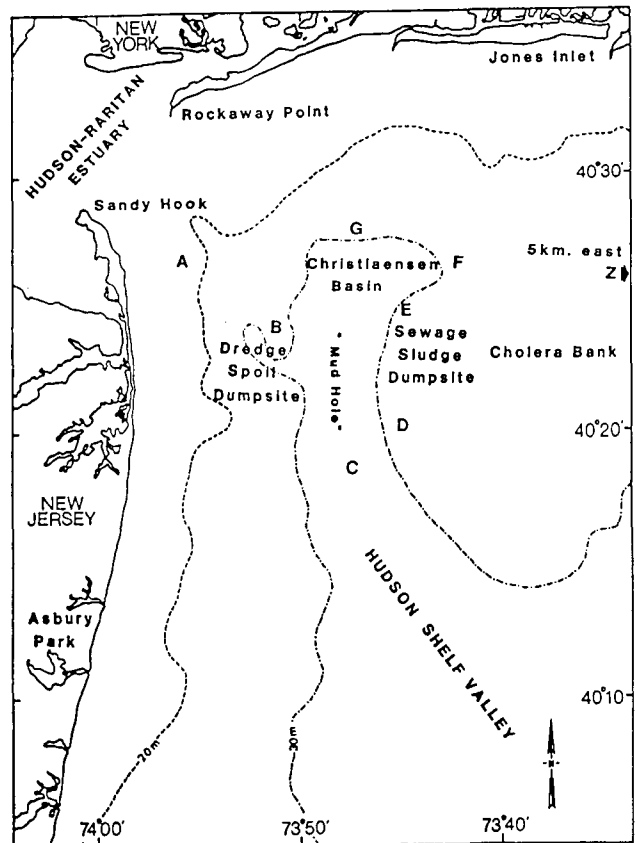 NEW
YORK
Jones Inlet
Rockaway Point
HUDSON-RARITAN
ESTUARY
40°30'
Sandy Hook
G
A
Christiaensen
Basin
F
5km. east
Z
E
B
Dredge
Spoil
Dumpsite
Mud Hole
Sewage
Sludge
Dumpsite
Cholera Bank
D
40°20'
C
NEW
JERSEY
HUDSON SHELF VALLEY
Asbury
Park
40°10'
20m
30m
N
74°00'
73°50'
73°40'